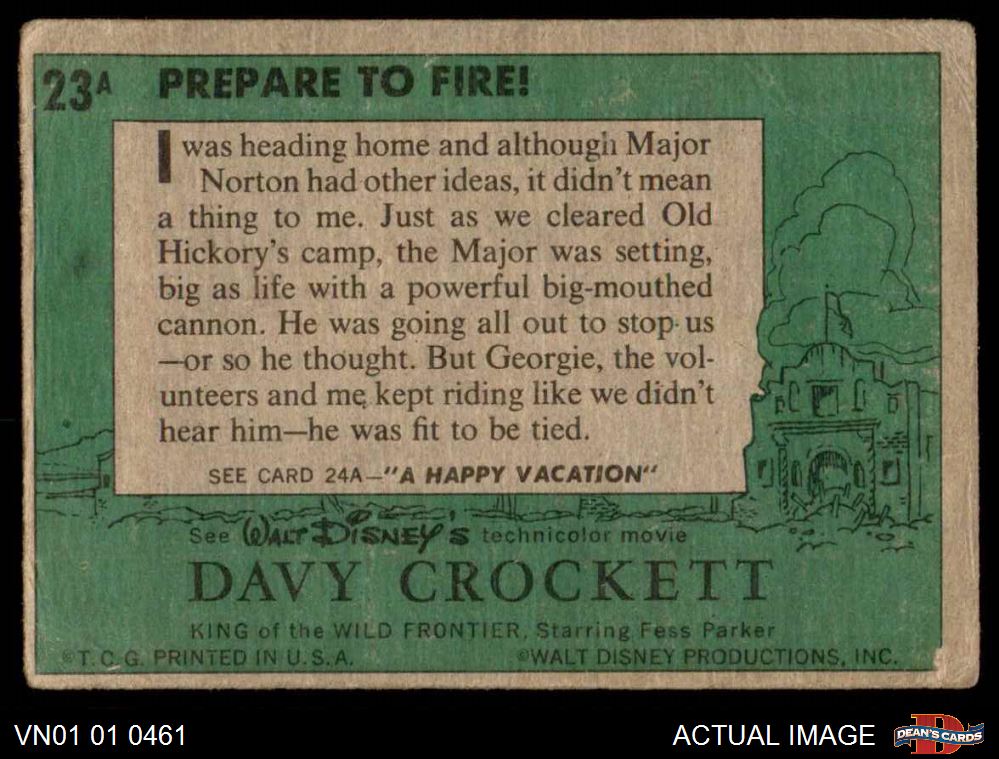 23A PREPARE TO FIRE!
I was heading home and although Major
Norton had other ideas, it didn't mean
a thing to me. Just as we cleared Old
Hickory's camp, the Major was setting,
big as life with a powerful big-mouthed
cannon. He was going all out to stop us
—or so he thought. But Georgie, the vol-
unteers and me kept riding like we didn't
hear him—he was fit to be tied.
SEE CARD 24A—"A HAPPY VACATION"
See WALT DISNEY'S technicolor movie
DAVY CROCKETT
KING of the WILD FRONTIER, Starring Fess Parker
©T.C.G. PRINTED IN U.S.A. ©WALT DISNEY PRODUCTIONS, INC.
VN01 01 0461 ACTUAL IMAGE DEAN'S CARDS